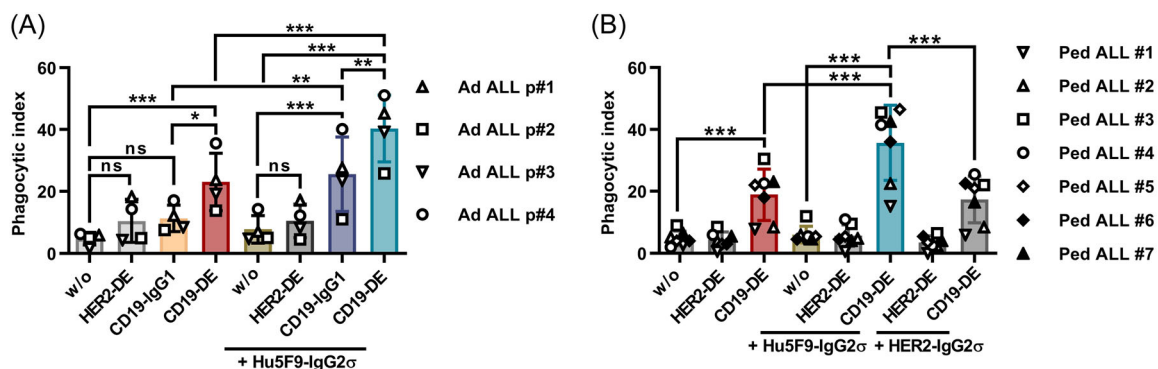 (A)
Phagocytic index
60
40
20
0
***
***
**
**
***
***
*
ns
ns
ns
w/o
HER2-DE
CD19-IgG1
CD19-DE
w/o
HER2-DE
CD19-IgG1
CD19-DE
+ Hu5F9-IgG2σ
Ad ALL p#1
Ad ALL p#2
Ad ALL p#3
Ad ALL p#4
(B)
Phagocytic index
60
40
20
0
***
***
***
***
w/o
HER2-DE
CD19-DE
w/o
HER2-DE
CD19-DE
HER2-DE
CD19-DE
+ Hu5F9-IgG2σ
+ HER2-IgG2σ
Ped ALL #1
Ped ALL #2
Ped ALL #3
Ped ALL #4
Ped ALL #5
Ped ALL #6
Ped ALL #7